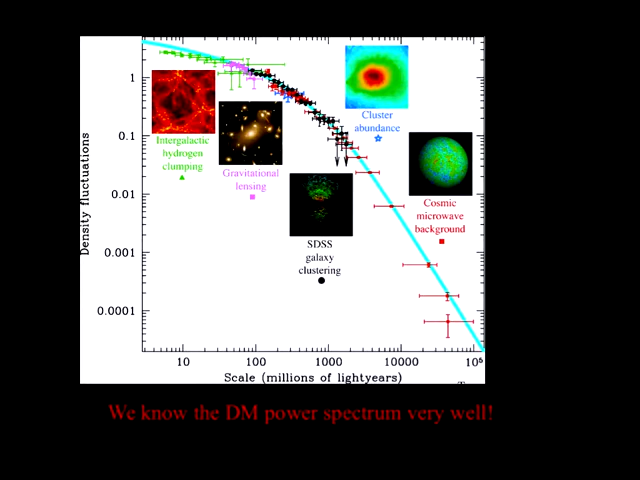 1
0.1
0.01
0.001
0.0001
Density fluctuations
Intergalactic
hydrogen
clumping
Gravitational
lensing
SDSS
galaxy
clustering
Cluster
abundance
Cosmic
microwave
background
10
100
1000
10000
10⁶
Scale (millions of lightyears)
We know the DM power spectrum very well!